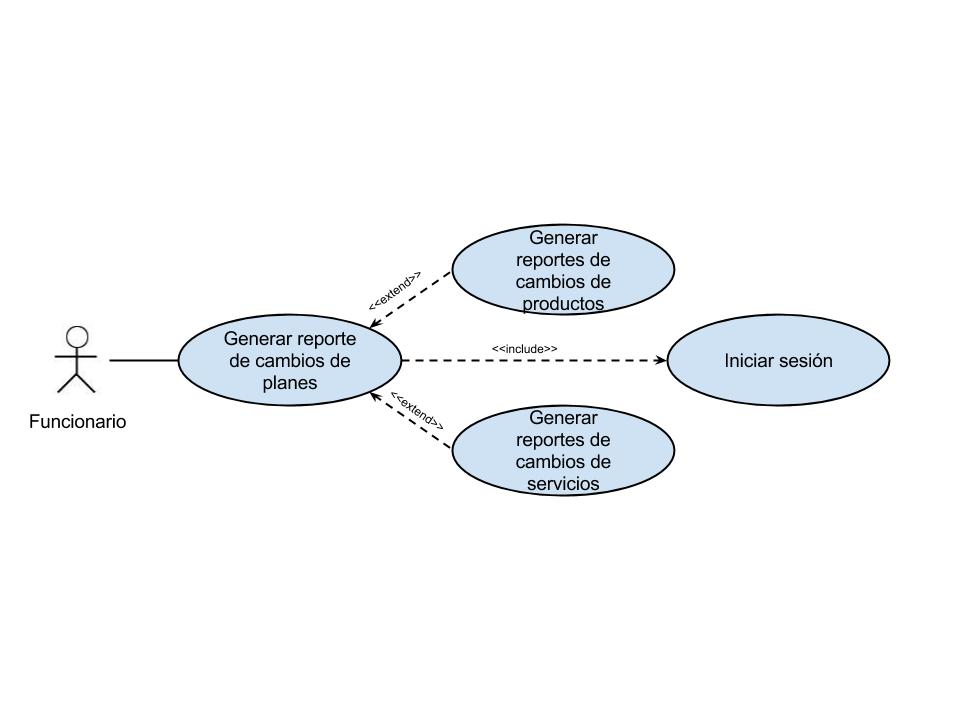 Generar
reportes de
cambios de
productos
<<extend>>
Generar reporte
de cambios de
planes
<<include>>
Iniciar sesión
Funcionario
<<extend>>
Generar
reportes de
cambios de
servicios